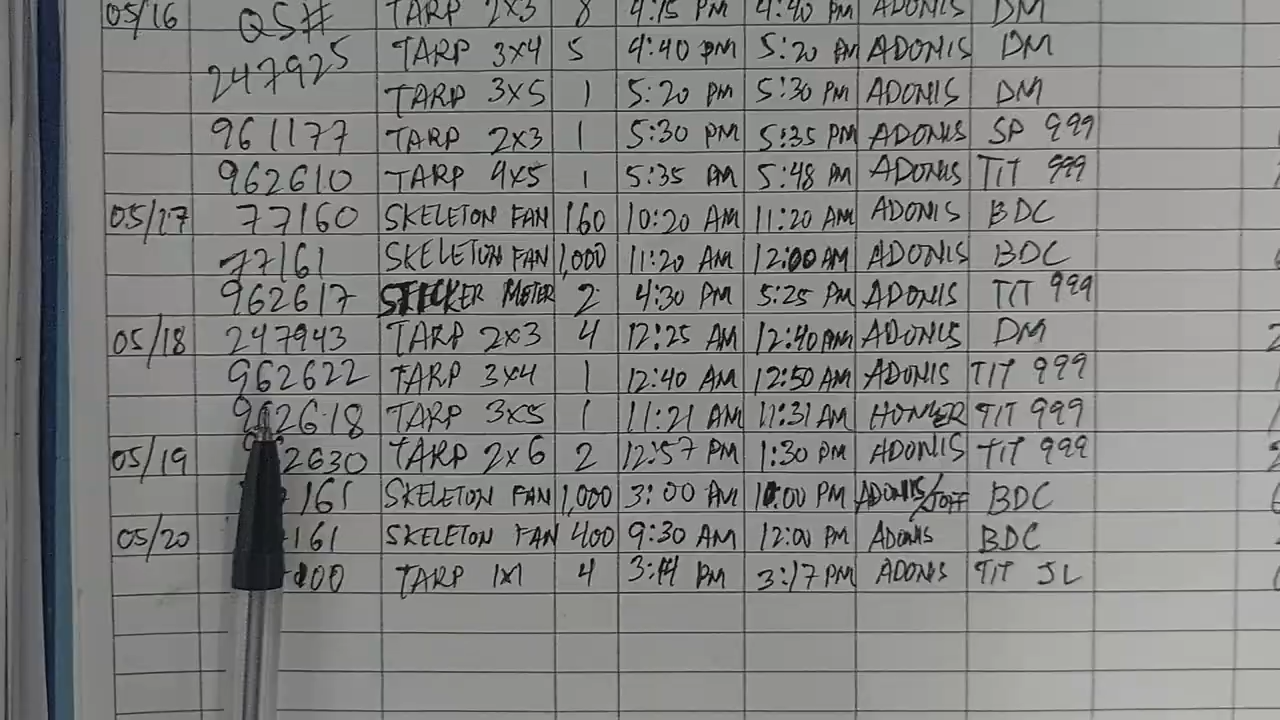 05/16 QS# TARP 2X3 8 4:15 PM 4:40 PM ADONIS DM
247925 TARP 3X4 5 4:40 PM 5:20 PM ADONIS DM
TARP 3X5 1 5:20 PM 5:30 PM ADONIS DM
961177 TARP 2X3 1 5:30 PM 5:35 PM ADONIS SP 999
962610 TARP 4X5 1 5:35 PM 5:48 PM ADONIS TIT 999
05/17 77160 SKELETON FAN 160 10:20 AM 11:20 AM ADONIS BDC
77161 SKELETON FAN 1,000 11:20 AM 12:00 AM ADONIS BDC
962617 STICKER METER 2 4:30 PM 5:25 PM ADONIS TIT 999
05/18 247943 TARP 2X3 4 12:25 AM 12:40 AM ADONIS DM
962622 TARP 3X4 1 12:40 AM 12:50 AM ADONIS TIT 999
962618 TARP 3X5 1 11:21 AM 11:31 AM HOMER TIT 999
05/19 2630 TARP 2X6 2 12:57 PM 1:30 PM ADONIS TIT 999
161 SKELETON FAN 1,000 3:00 AM PM ADONIS/TOFF BDC
05/20 161 SKELETON FAN 400 9:30 AM 12:00 PM ADONIS BDC
00 TARP 1X1 4 3:14 PM 3:17 PM ADONIS TIT JL